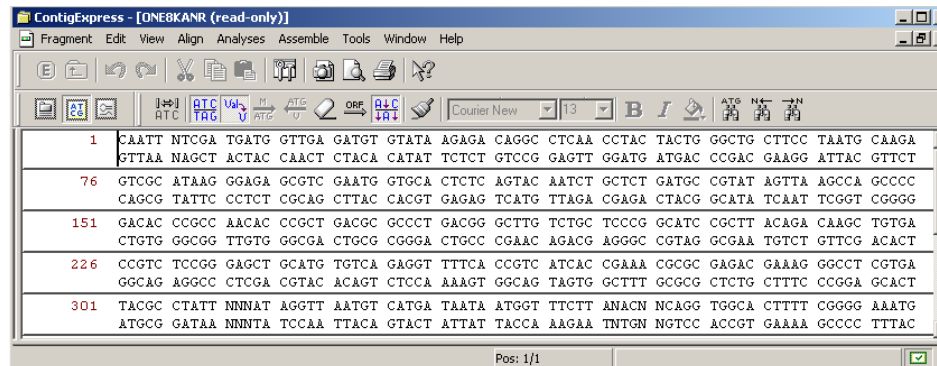 ContigExpress - [ONE8KANR (read-only)]
Fragment Edit View Align Analyses Assemble Tools Window Help
ATC ATC TAG Val U M ATG ATG U ORF A↓C ↓A↑ Courier New 13 B I ATG N← →N
1 CAATT NTCGA TGATG GTTGA GATGT GTATA AGAGA CAGGC CTCAA CCTAC TACTG GGCTG CTTCC TAATG CAAGA
GTTAA NAGCT ACTAC CAACT CTACA CATAT TCTCT GTCCG GAGTT GGATG ATGAC CCGAC GAAGG ATTAC GTTCT
76 GTCGC ATAAG GGAGA GCGTC GAATG GTGCA CTCTC AGTAC AATCT GCTCT GATGC CGTAT AGTTA AGCCA GCCCC
CAGCG TATTC CCTCT CGCAG CTTAC CACGT GAGAG TCATG TTAGA CGAGA CTACG GCATA TCAAT TCGGT CGGGG
151 GACAC CCGCC AACAC CCGCT GACGC GCCCT GACGG GCTTG TCTGC TCCCG GCATC CGCTT ACAGA CAAGC TGTGA
CTGTG GGCGG TTGTG GGCGA CTGCG CGGGA CTGCC CGAAC AGACG AGGGC CGTAG GCGAA TGTCT GTTCG ACACT
226 CCGTC TCCGG GAGCT GCATG TGTCA GAGGT TTTCA CCGTC ATCAC CGAAA CGCGC GAGAC GAAAG GGCCT CGTGA
GGCAG AGGCC CTCGA CGTAC ACAGT CTCCA AAAGT GGCAG TAGTG GCTTT GCGCG CTCTG CTTTC CCGGA GCACT
301 TACGC CTATT NNNAT AGGTT AATGT CATGA TAATA ATGGT TTCTT ANACN NCAGG TGGCA CTTTT CGGGG AAATG
ATGCG GATAA NNNTA TCCAA TTACA GTACT ATTAT TACCA AAGAA TNTGN NGTCC ACCGT GAAAA GCCCC TTTAC
Pos: 1/1